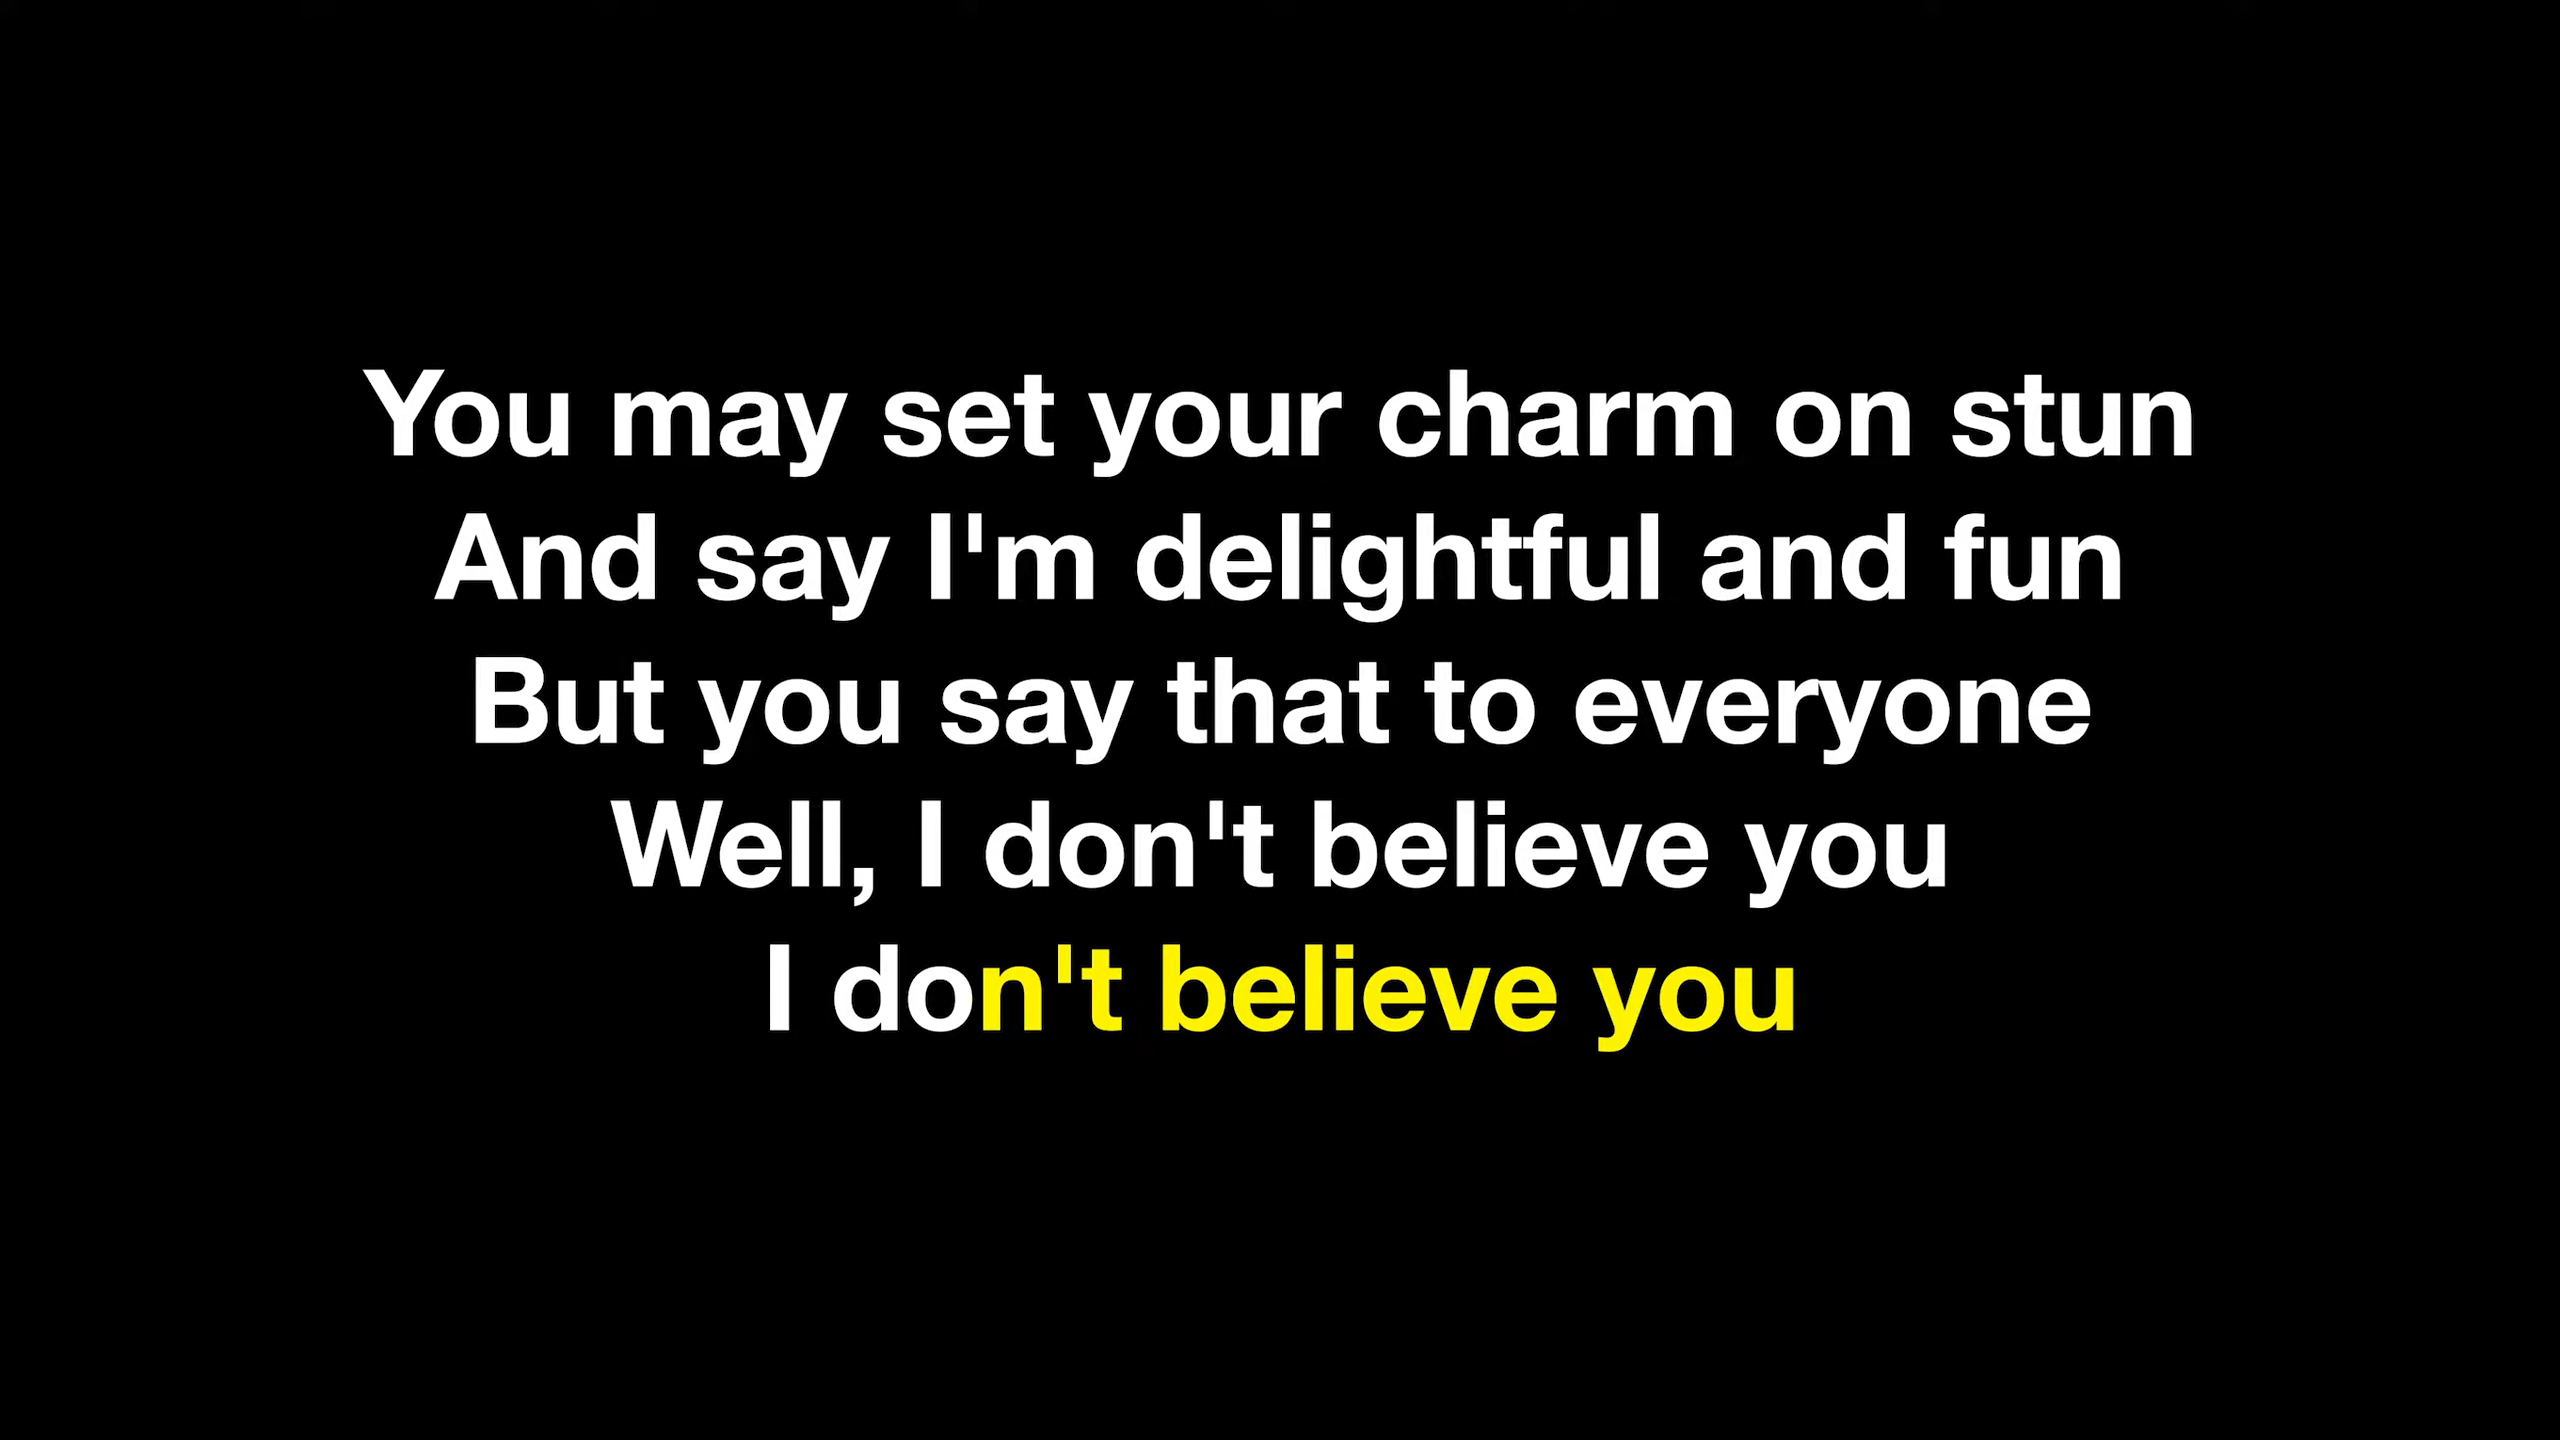 You may set your charm on stun
And say I'm delightful and fun
But you say that to everyone
Well, I don't believe you
I don't believe you